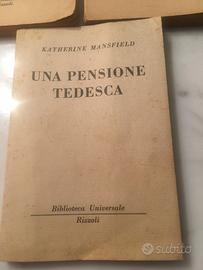 KATHERINE MANSFIELD
UNA PENSIONE
TEDESCA
Biblioteca Universale
Rizzoli
subito